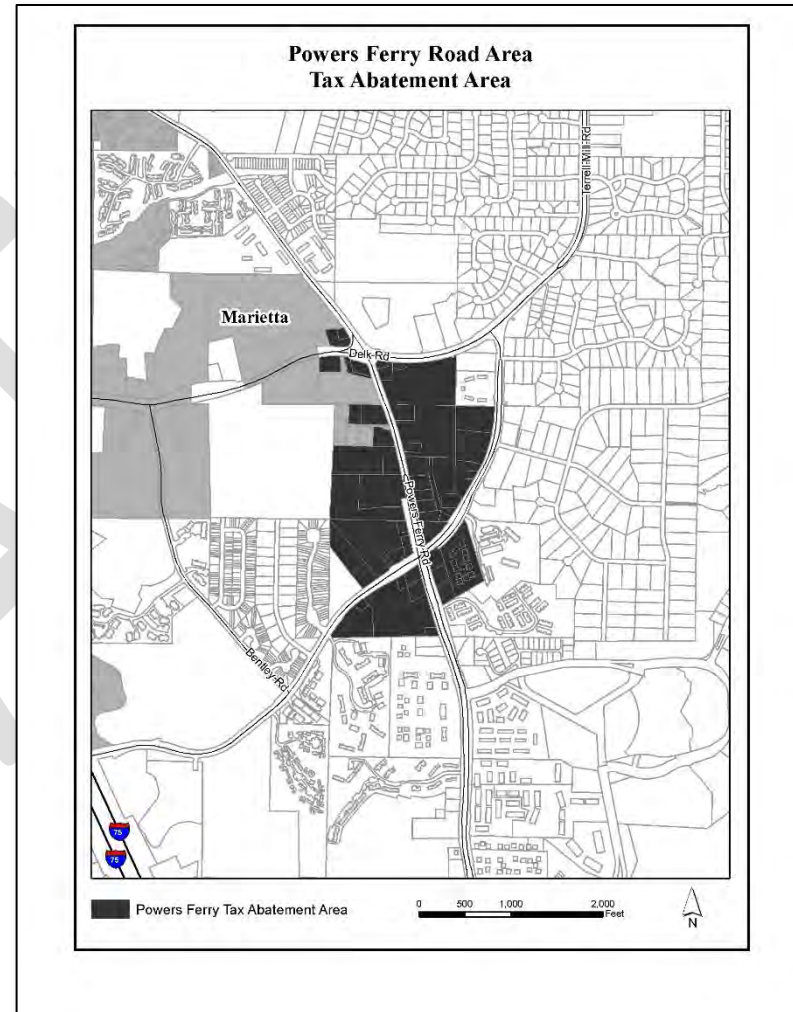 Powers Ferry Road Area
Tax Abatement Area
Terrell-Mill-Rd
Marietta
Delk-Rd
Powers-Ferry-Rd
Bentley-Rd
75
75
Powers Ferry Tax Abatement Area
0 500 1,000 2,000
Feet
N